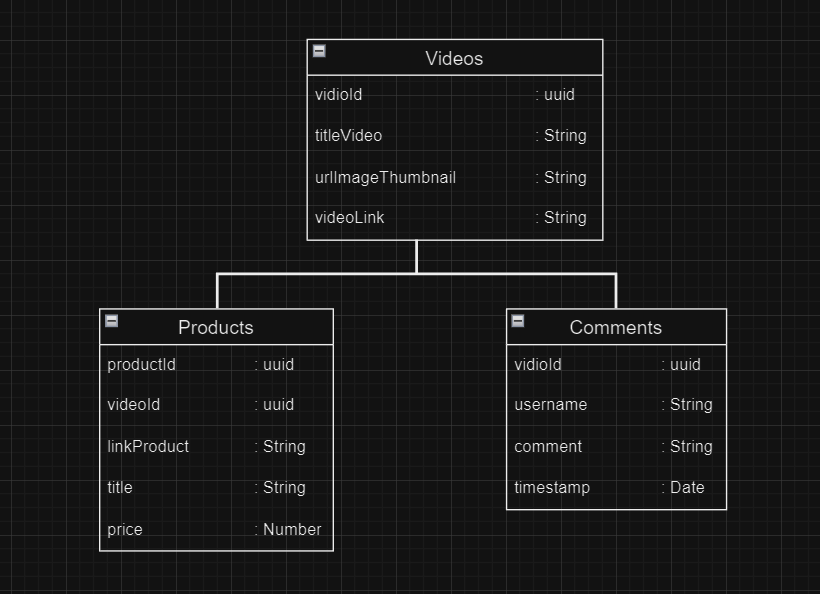 Videos
vidioId : uuid
titleVideo : String
urlImageThumbnail : String
videoLink : String
Products
productId : uuid
videoId : uuid
linkProduct : String
title : String
price : Number
Comments
vidioId : uuid
username : String
comment : String
timestamp : Date